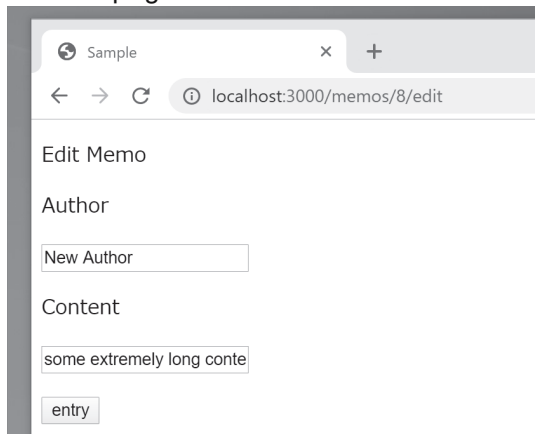 Sample
localhost:3000/memos/8/edit
Edit Memo
Author
New Author
Content
some extremely long conte
entry